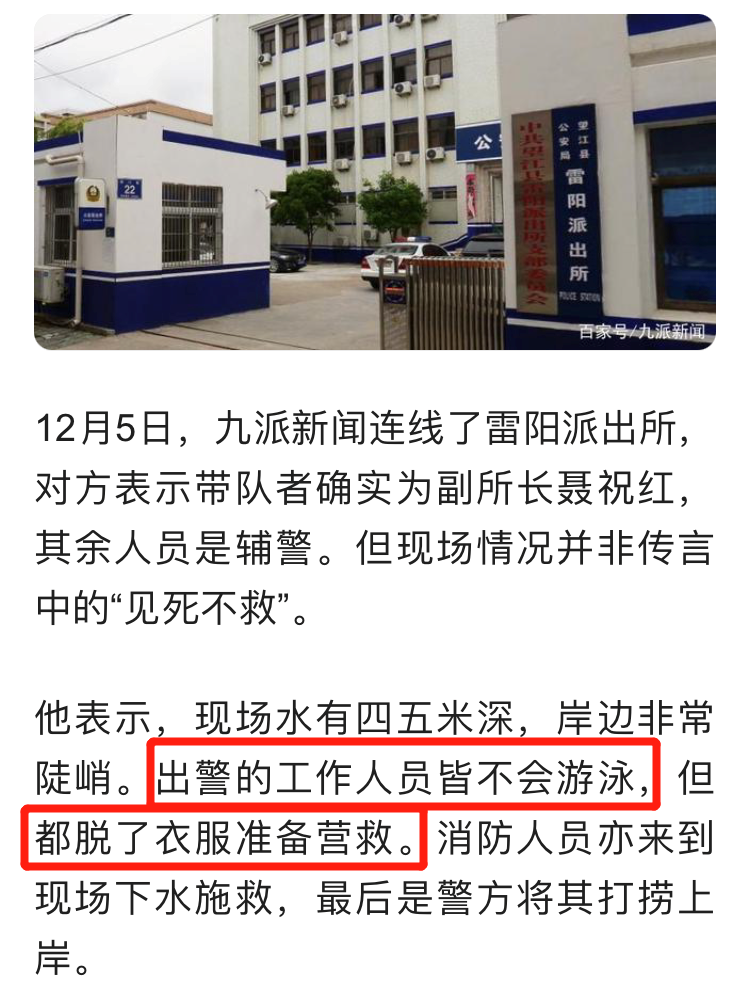 22
公安
中共望江县雷阳派出所支部委员会
望江县
公安局
雷阳派出所
POLICE STATION
百家号/九派新闻
12月5日，九派新闻连线了雷阳派出所，
对方表示带队者确实为副所长聂祝红，
其余人员是辅警。但现场情况并非传言
中的“见死不救”。
他表示，现场水有四五米深，岸边非常
陡峭。出警的工作人员皆不会游泳，但
都脱了衣服准备营救。消防人员亦来到
现场下水施救，最后是警方将其打捞上
岸。